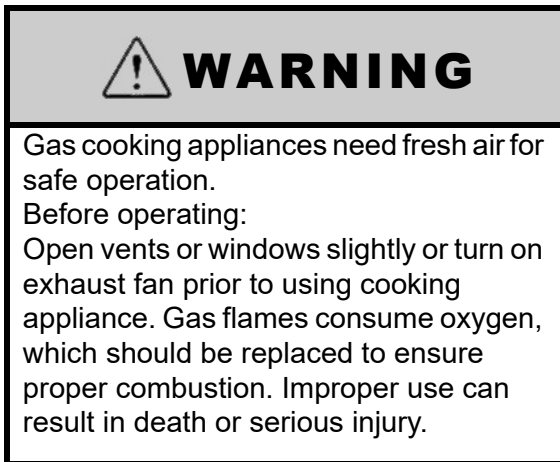 WARNING
Gas cooking appliances need fresh air for
safe operation.
Before operating:
Open vents or windows slightly or turn on
exhaust fan prior to using cooking
appliance. Gas flames consume oxygen,
which should be replaced to ensure
proper combustion. Improper use can
result in death or serious injury.